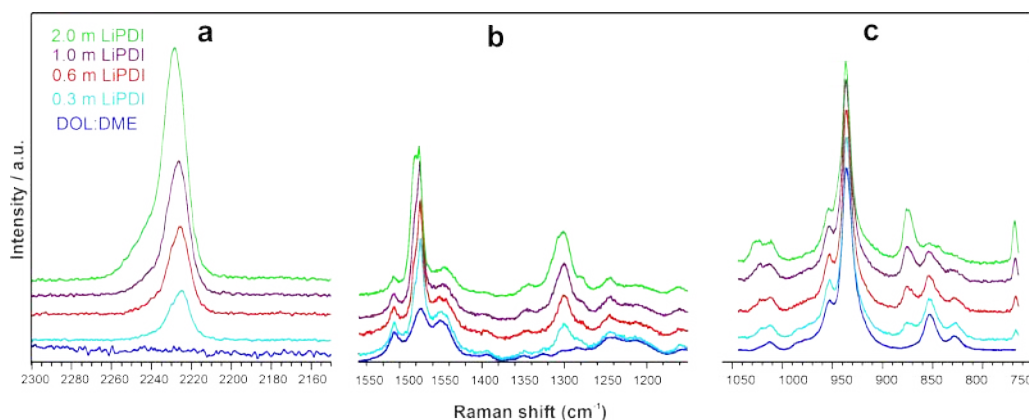 a
b
c
2.0 m LiPDI
1.0 m LiPDI
0.6 m LiPDI
0.3 m LiPDI
DOL:DME
Intensity / a.u.
2300 2280 2260 2240 2220 2200 2180 2160
1550 1500 1450 1400 1350 1300 1250 1200
1050 1000 950 900 850 800 750
Raman shift (cm⁻¹)